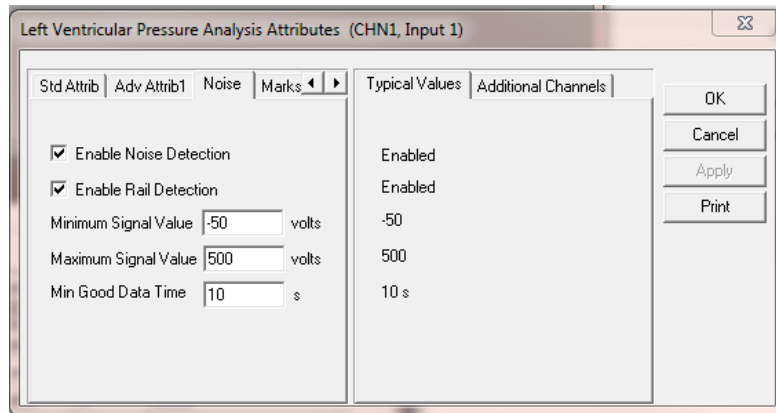 Left Ventricular Pressure Analysis Attributes (CHN1, Input 1)
Std Attrib Adv Attrib1 Noise Marks
Enable Noise Detection
Enable Rail Detection
Minimum Signal Value -50 volts
Maximum Signal Value 500 volts
Min Good Data Time 10 s
Typical Values Additional Channels
Enabled
Enabled
-50
500
10 s
OK
Cancel
Apply
Print